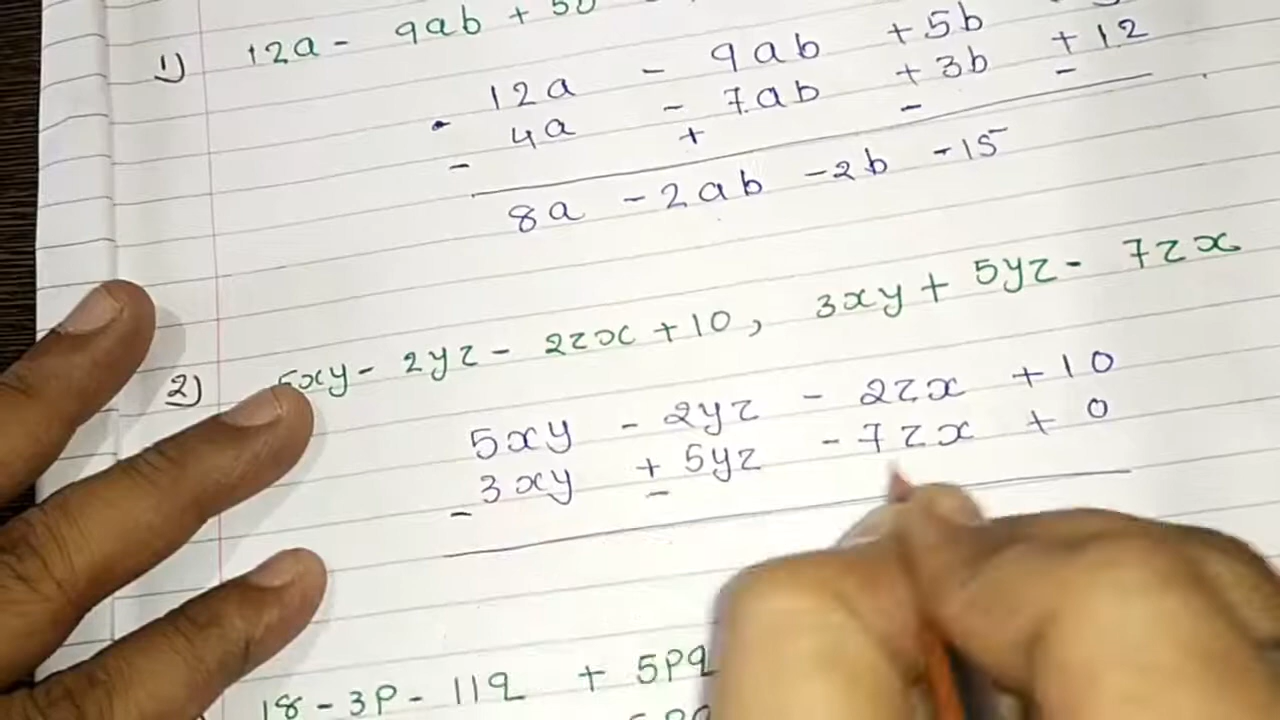 1) 12a - 9ab + 5b
12a - 9ab + 5b
- 4a - 7ab + 3b + 12
- + - -
8a - 2ab - 2b - 15
2) 5xy - 2yz - 2zx + 10, 3xy + 5yz - 7zx
5xy - 2yz - 2zx + 10
3xy + 5yz - 7zx + 0
- -
18 - 3p - 11q + 5pq